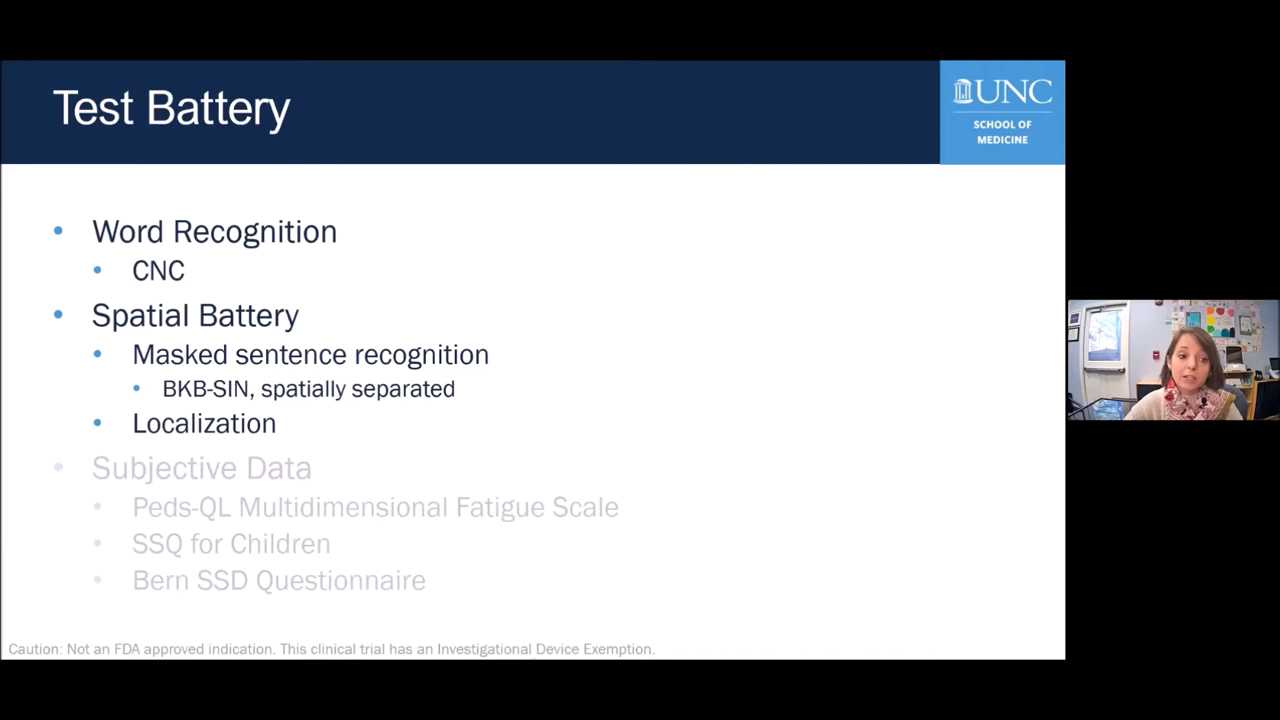 Test Battery
UNC
SCHOOL OF
MEDICINE
• Word Recognition
• CNC
• Spatial Battery
• Masked sentence recognition
• BKB-SIN, spatially separated
• Localization
• Subjective Data
• Peds-QL Multidimensional Fatigue Scale
• SSQ for Children
• Bern SSD Questionnaire
Caution: Not an FDA approved indication. This clinical trial has an Investigational Device Exemption.